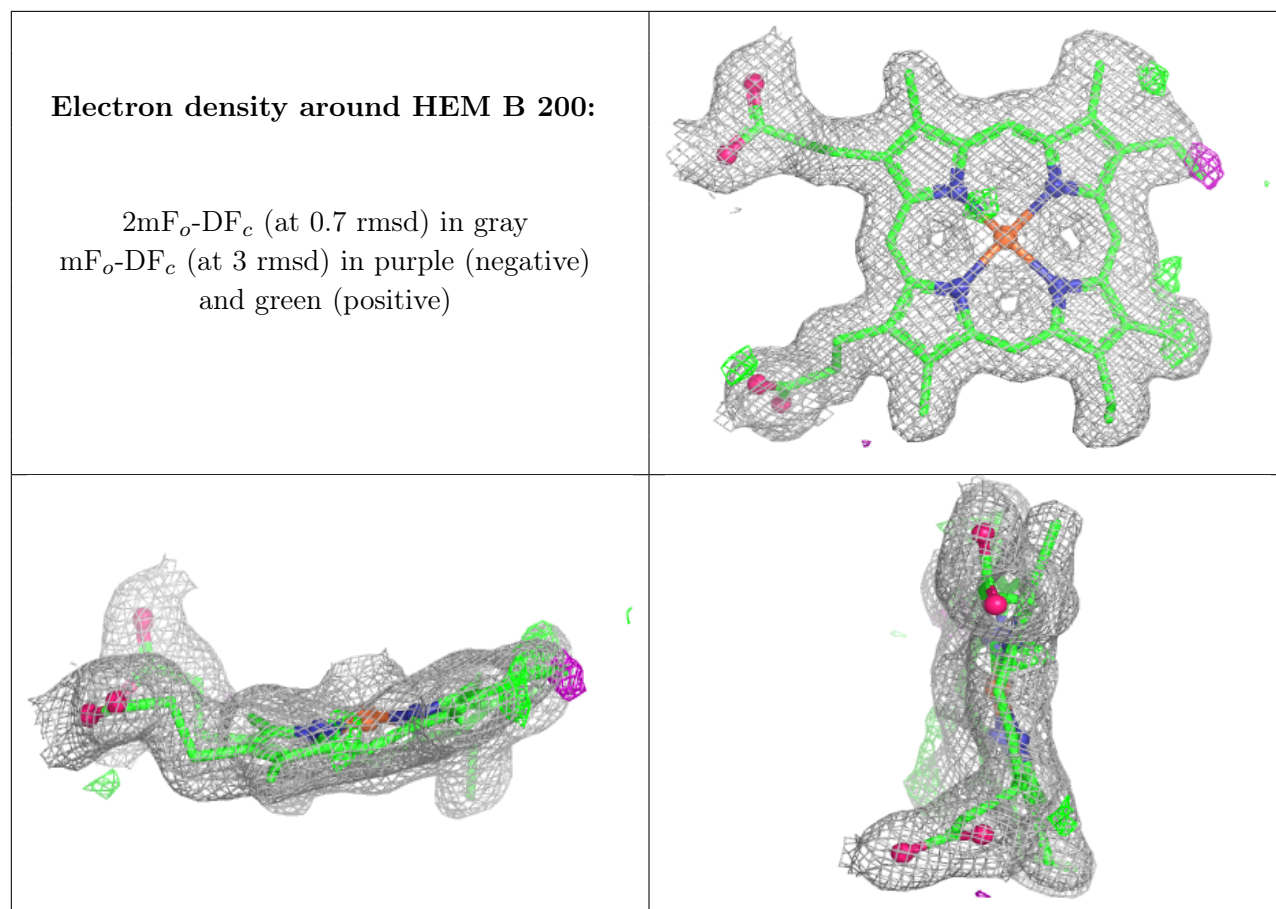 Electron density around HEM B 200:
2mFo-DFc (at 0.7 rmsd) in gray
mFo-DFc (at 3 rmsd) in purple (negative)
and green (positive)